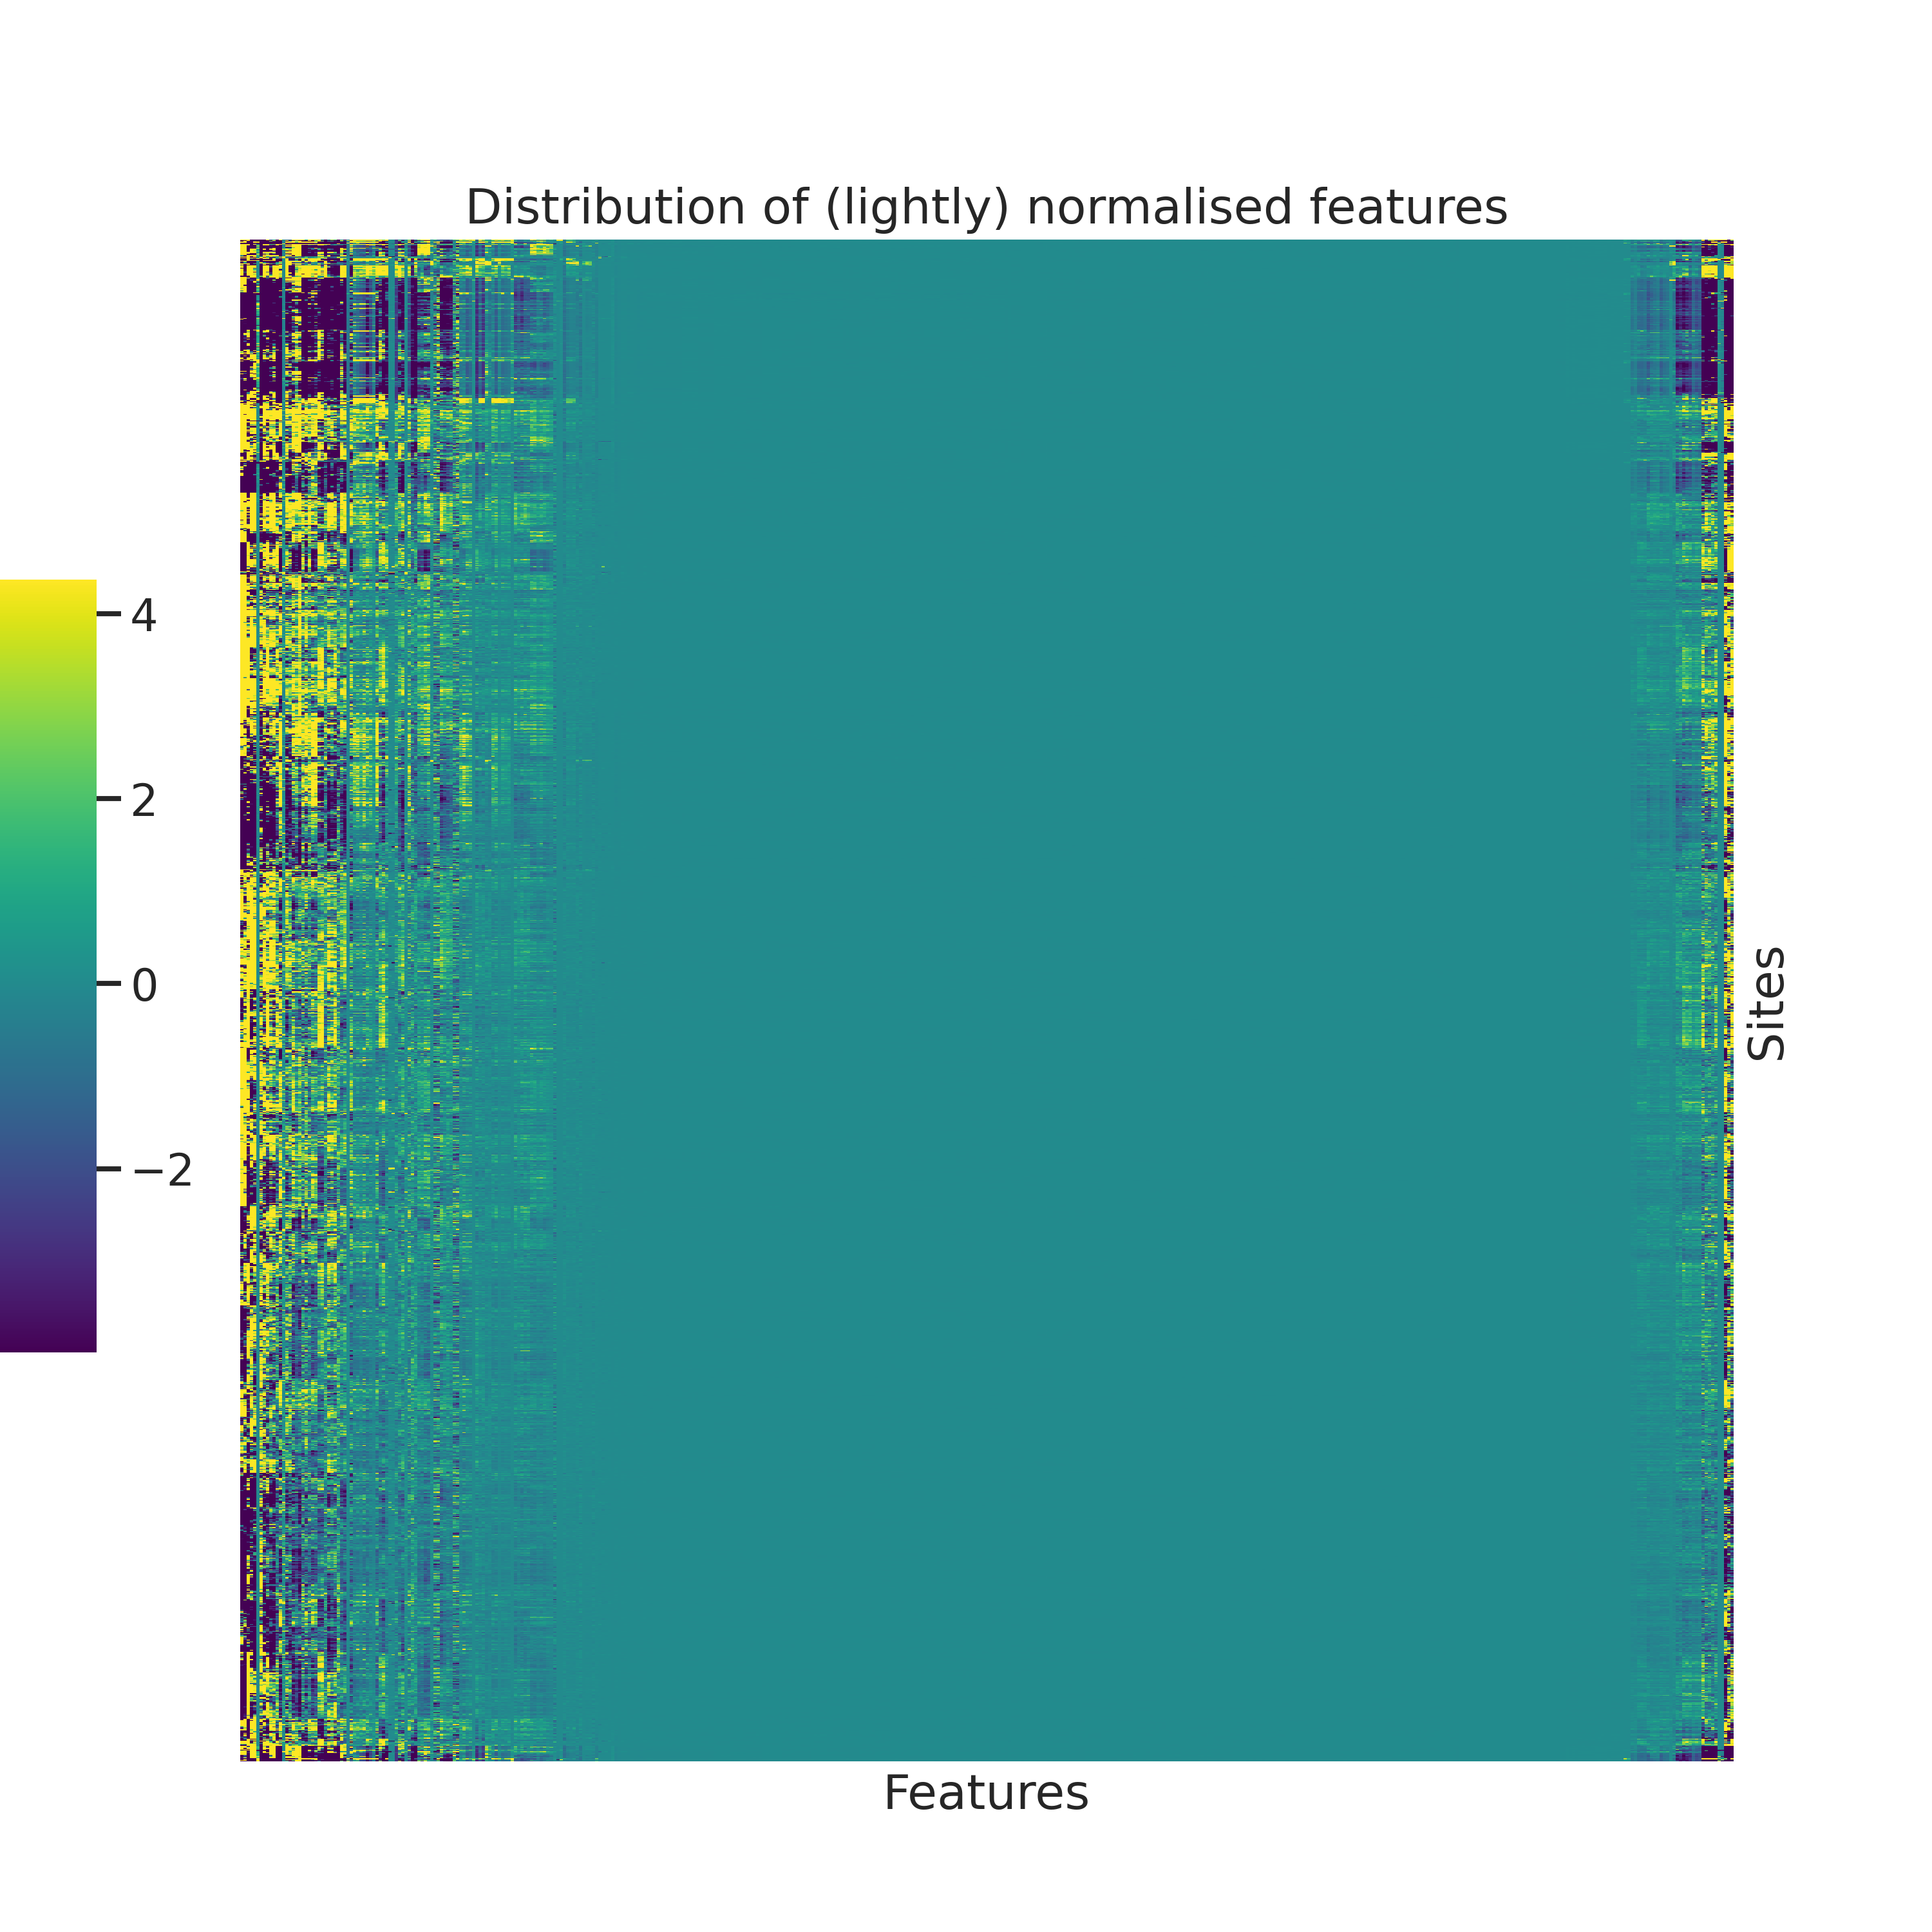 Distribution of (lightly) normalised features
4
2
0
−2
Sites
Features